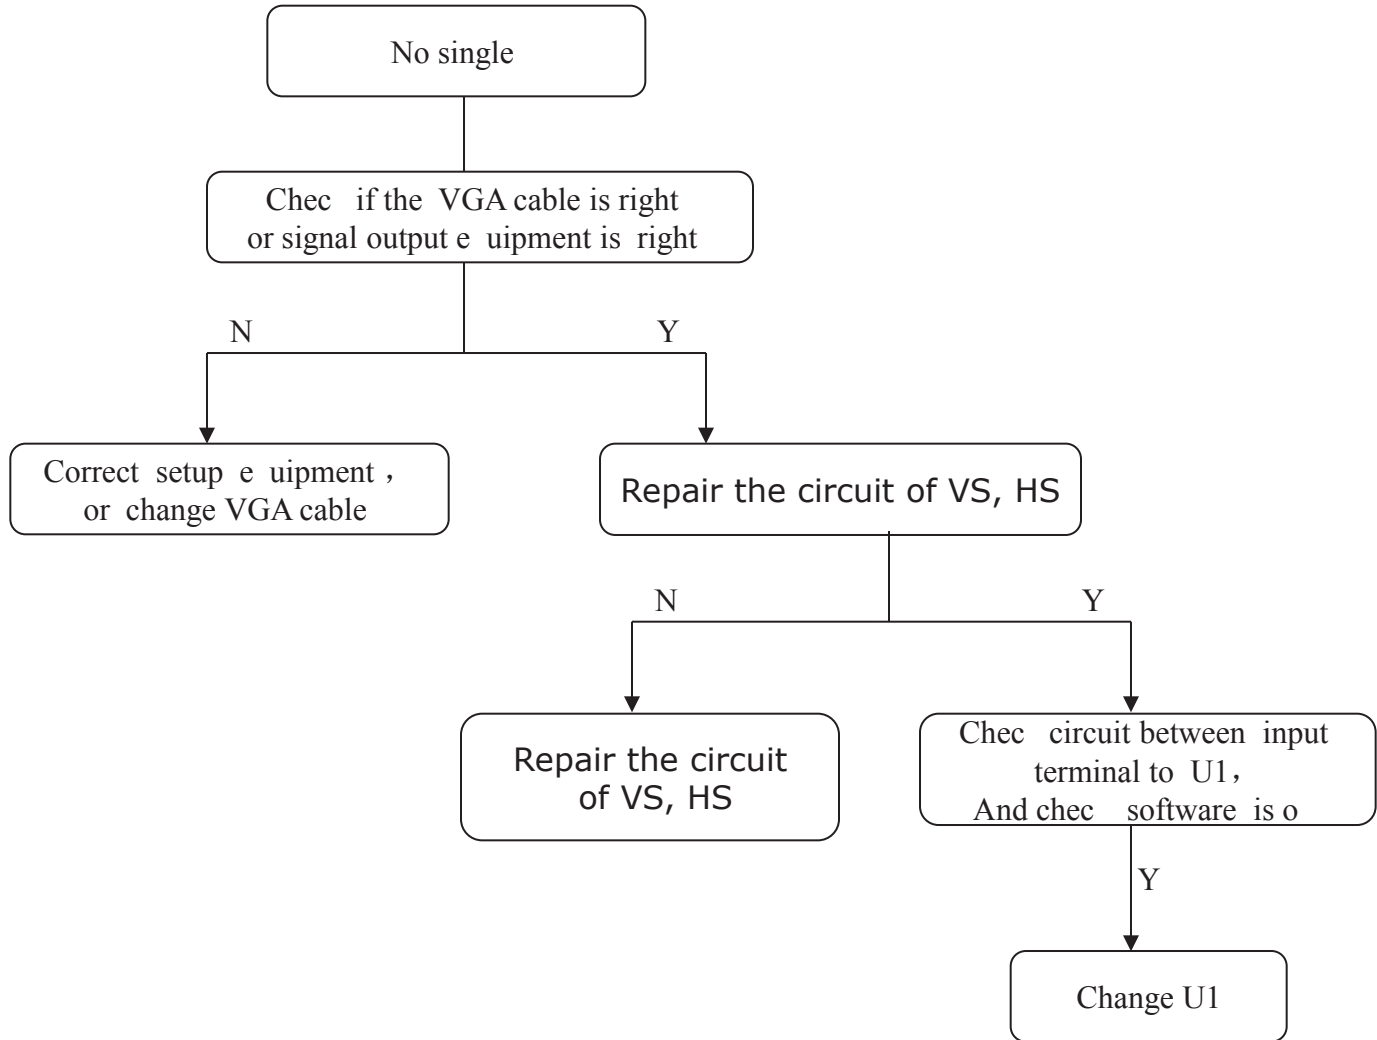 No single
Chec if the VGA cable is right
or signal output e uipment is right
N
Y
Correct setup e uipment，
or change VGA cable
Repair the circuit of VS, HS
N
Y
Repair the circuit
of VS, HS
Chec circuit between input
terminal to U1，
And chec software is o
Y
Change U1